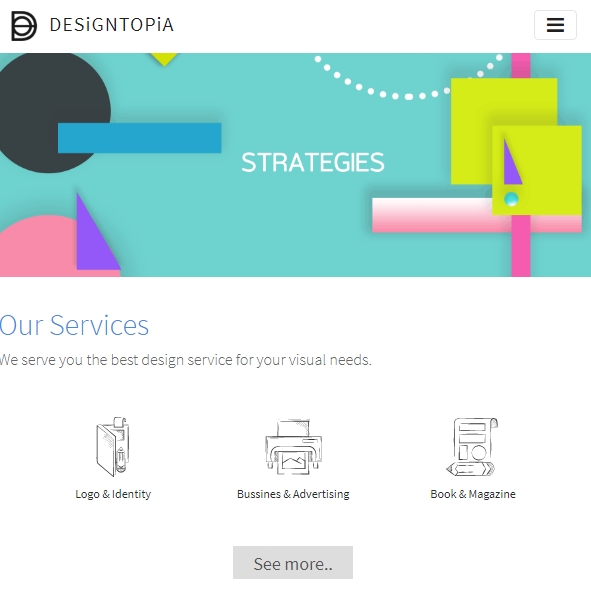 DESiGNTOPiA
STRATEGIES
Our Services
We serve you the best design service for your visual needs.
Logo & Identity
Bussines & Advertising
Book & Magazine
See more..